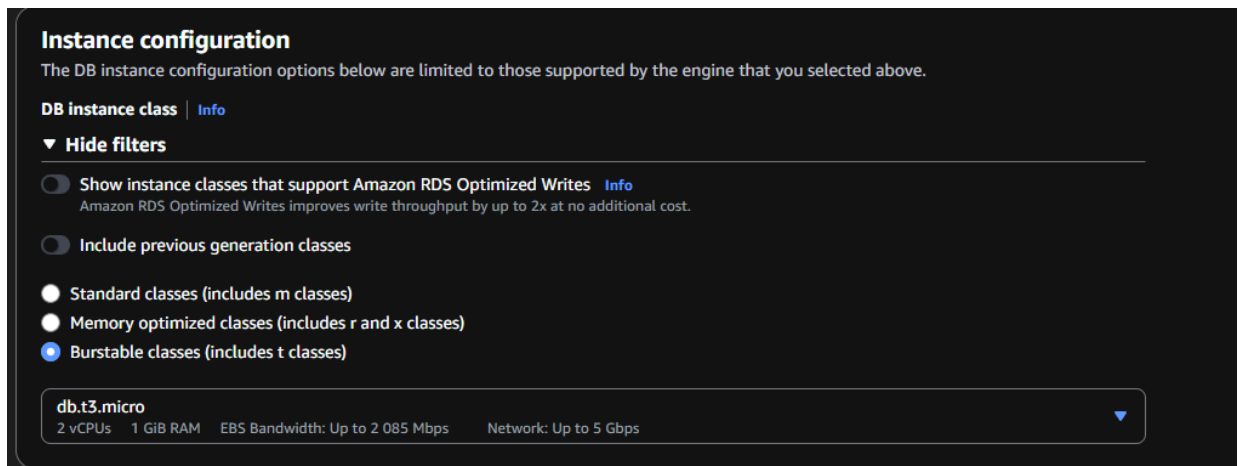 Instance configuration
The DB instance configuration options below are limited to those supported by the engine that you selected above.
DB instance class | Info
Hide filters
Show instance classes that support Amazon RDS Optimized Writes Info
Amazon RDS Optimized Writes improves write throughput by up to 2x at no additional cost.
Include previous generation classes
Standard classes (includes m classes)
Memory optimized classes (includes r and x classes)
Burstable classes (includes t classes)
db.t3.micro
2 vCPUs 1 GiB RAM EBS Bandwidth: Up to 2 085 Mbps Network: Up to 5 Gbps